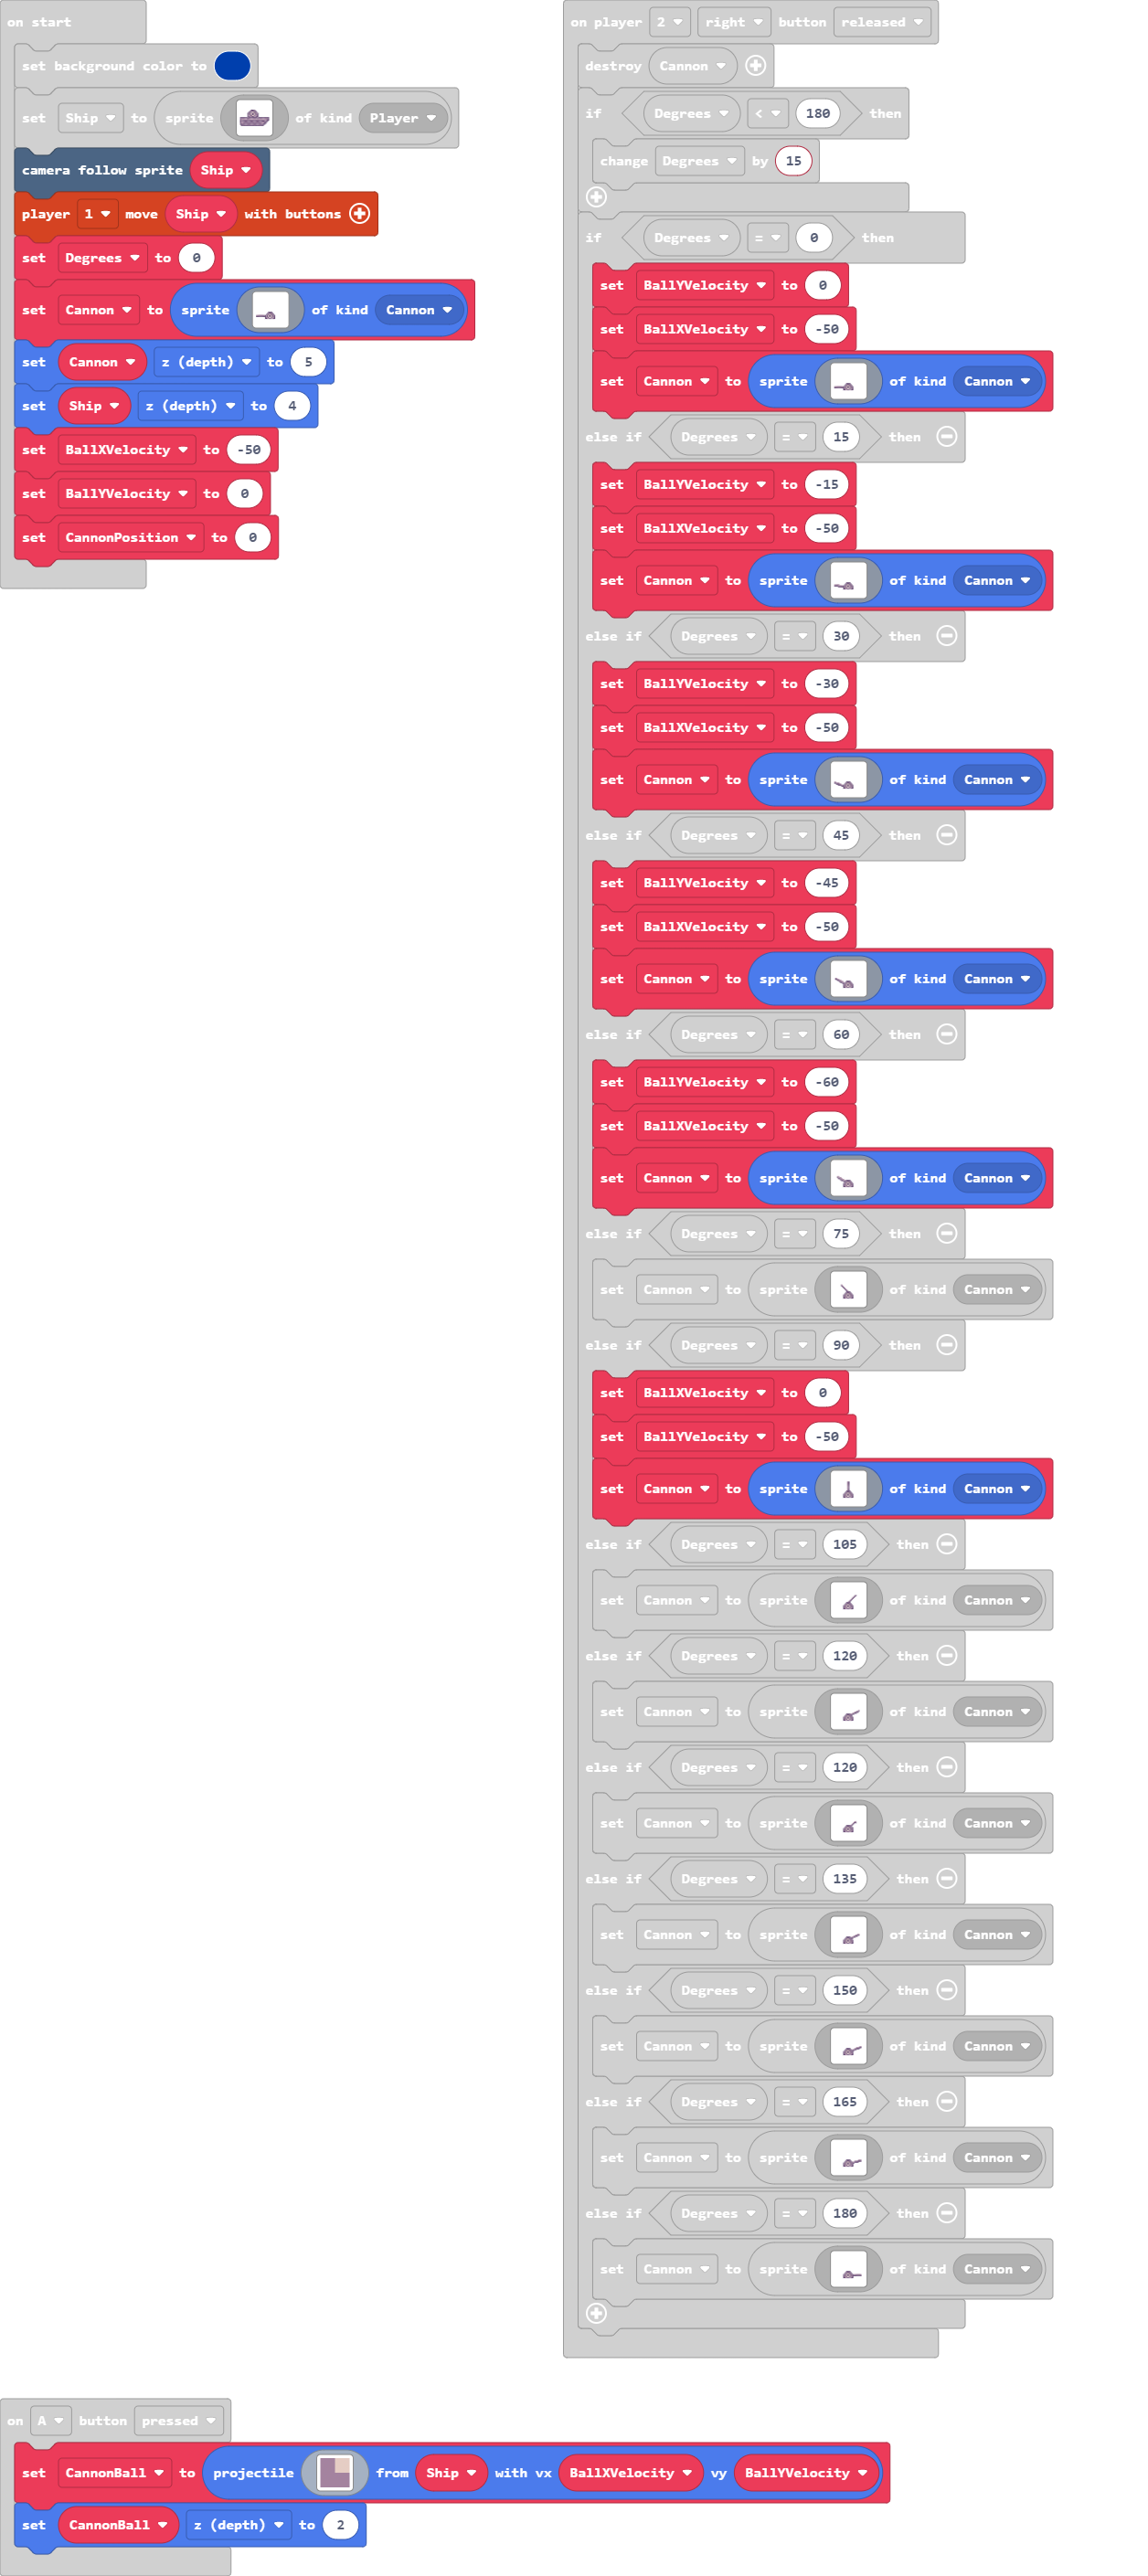 on start
set background color to
set Ship to sprite of kind Player
camera follow sprite Ship
player 1 move Ship with buttons
set Degrees to 0
set Cannon to sprite of kind Cannon
set Cannon z (depth) to 5
set Ship z (depth) to 4
set BallXVelocity to -50
set BallYVelocity to 0
set CannonPosition to 0
on player 2 right button released
destroy Cannon
if Degrees < 180 then
change Degrees by 15
if Degrees = 0 then
set BallYVelocity to 0
set BallXVelocity to -50
set Cannon to sprite of kind Cannon
else if Degrees = 15 then
set BallYVelocity to -15
set BallXVelocity to -50
set Cannon to sprite of kind Cannon
else if Degrees = 30 then
set BallYVelocity to -30
set BallXVelocity to -50
set Cannon to sprite of kind Cannon
else if Degrees = 45 then
set BallYVelocity to -45
set BallXVelocity to -50
set Cannon to sprite of kind Cannon
else if Degrees = 60 then
set BallYVelocity to -60
set BallXVelocity to -50
set Cannon to sprite of kind Cannon
else if Degrees = 75 then
set Cannon to sprite of kind Cannon
else if Degrees = 90 then
set BallXVelocity to 0
set BallYVelocity to -50
set Cannon to sprite of kind Cannon
else if Degrees = 105 then
set Cannon to sprite of kind Cannon
else if Degrees = 120 then
set Cannon to sprite of kind Cannon
else if Degrees = 120 then
set Cannon to sprite of kind Cannon
else if Degrees = 135 then
set Cannon to sprite of kind Cannon
else if Degrees = 150 then
set Cannon to sprite of kind Cannon
else if Degrees = 165 then
set Cannon to sprite of kind Cannon
else if Degrees = 180 then
set Cannon to sprite of kind Cannon
on A button pressed
set CannonBall to projectile from Ship with vx BallXVelocity vy BallYVelocity
set CannonBall z (depth) to 2